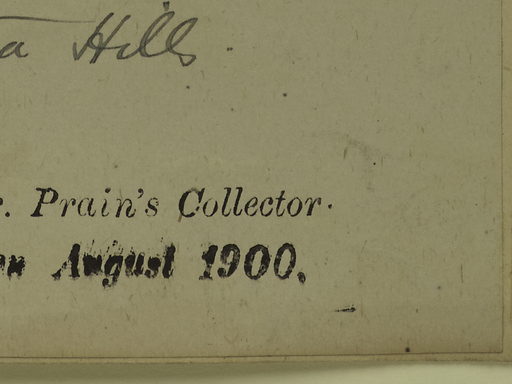 Hills.
Prain's Collector.
August 1900.